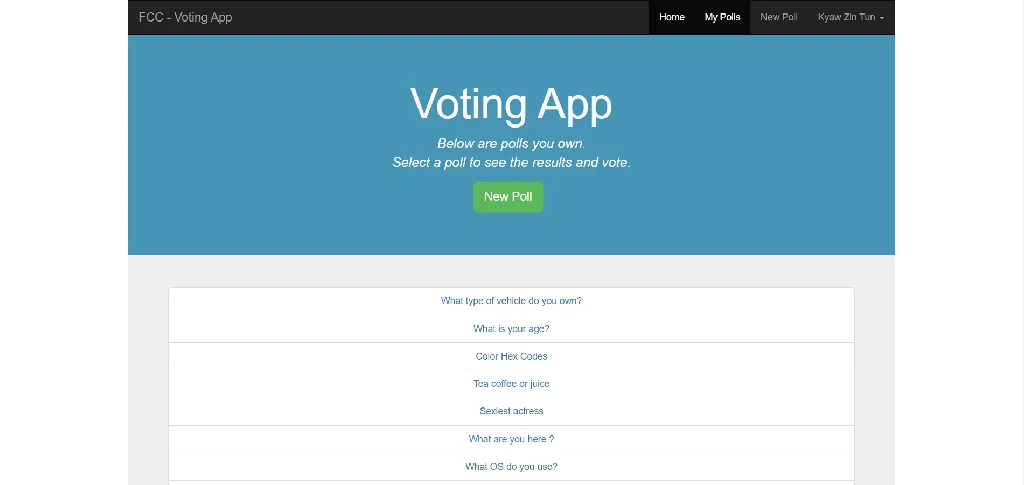 FCC - Voting App
Home My Polls New Poll Kyaw Zin Tun
Voting App
Below are polls you own.
Select a poll to see the results and vote.
New Poll
What type of vehicle do you own?
What is your age?
Color Hex Codes
Tea coffee or juice
Sexiest actress
What are you here ?
What OS do you use?